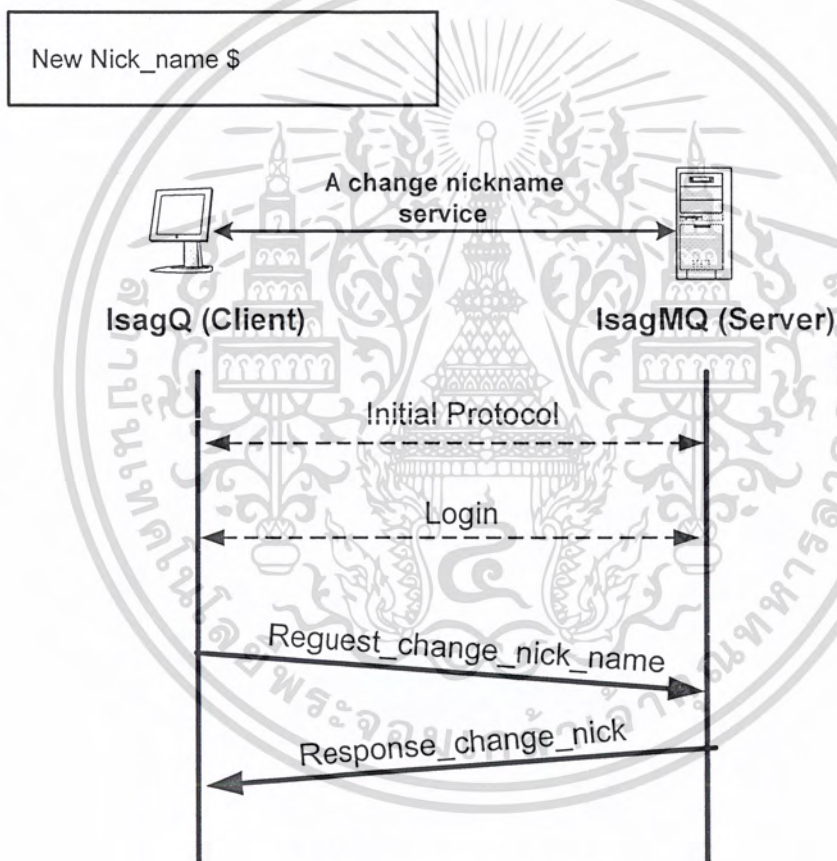 New Nick_name $
A change nickname
service
IsagQ (Client)
IsagMQ (Server)
Initial Protocol
Login
Reguest_change_nick_name
Response_change_nick